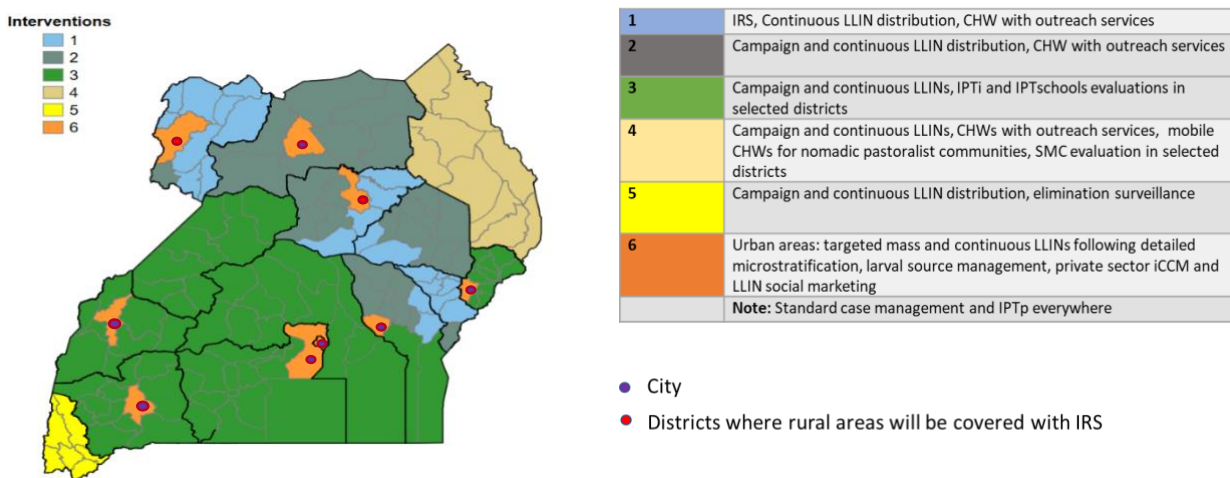 Interventions
1
2
3
4
5
6
1 IRS, Continuous LLIN distribution, CHW with outreach services
2 Campaign and continuous LLIN distribution, CHW with outreach services
3 Campaign and continuous LLINs, IPTi and IPTschools evaluations in
selected districts
4 Campaign and continuous LLINs, CHWs with outreach services, mobile
CHWs for nomadic pastoralist communities, SMC evaluation in selected
districts
5 Campaign and continuous LLIN distribution, elimination surveillance
6 Urban areas: targeted mass and continuous LLINs following detailed
microstratification, larval source management, private sector iCCM and
LLIN social marketing
Note: Standard case management and IPTp everywhere
City
Districts where rural areas will be covered with IRS